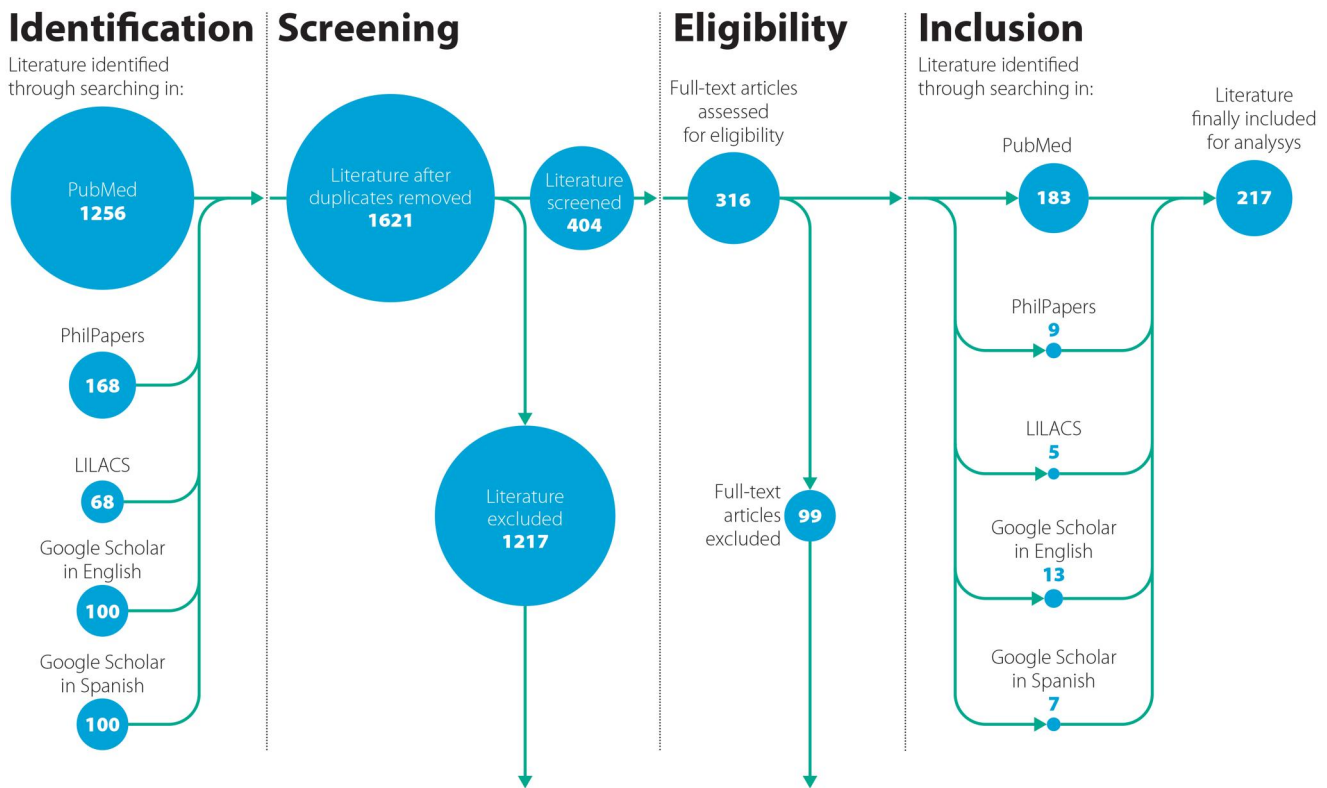 Identification
Literature identified
through searching in:
PubMed
1256
PhilPapers
168
LILACS
68
Google Scholar
in English
100
Google Scholar
in Spanish
100
Screening
Literature after
duplicates removed
1621
Literature
screened
404
Literature
excluded
1217
Eligibility
Full-text articles
assessed
for eligibility
316
Full-text
articles
excluded
99
Inclusion
Literature identified
through searching in:
PubMed
183
PhilPapers
9
LILACS
5
Google Scholar
in English
13
Google Scholar
in Spanish
7
Literature
finally included
for analysys
217